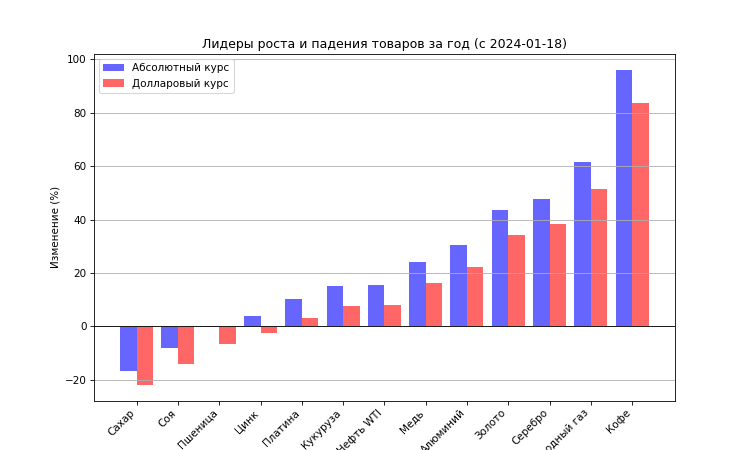 Лидеры роста и падения товаров за год (с 2024-01-18)
Абсолютный курс
Долларовый курс
Изменение (%)
100
80
60
40
20
0
−20
Сахар
Соя
Пшеница
Цинк
Платина
Кукуруза
Нефть WTI
Медь
Алюминий
Золото
Серебро
одный газ
Кофе